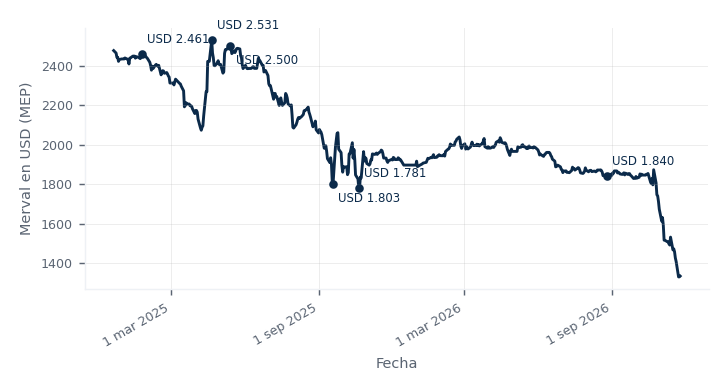 USD 2.531
USD 2.461
USD 2.500
2400
2200
2000
1800
1600
1400
USD 1.840
USD 1.781
USD 1.803
Merval en USD (MEP)
1 mar 2025
1 sep 2025
1 mar 2026
1 sep 2026
Fecha